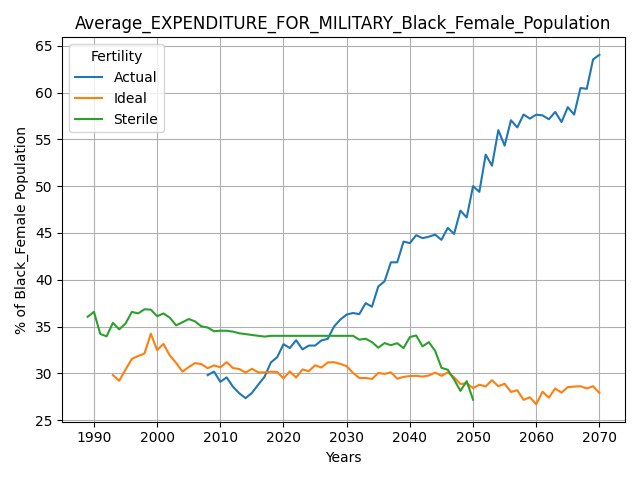 Average_EXPENDITURE_FOR_MILITARY_Black_Female_Population
% of Black_Female Population
65
60
55
50
45
40
35
30
25
Fertility
Actual
Ideal
Sterile
1990 2000 2010 2020 2030 2040 2050 2060 2070
Years